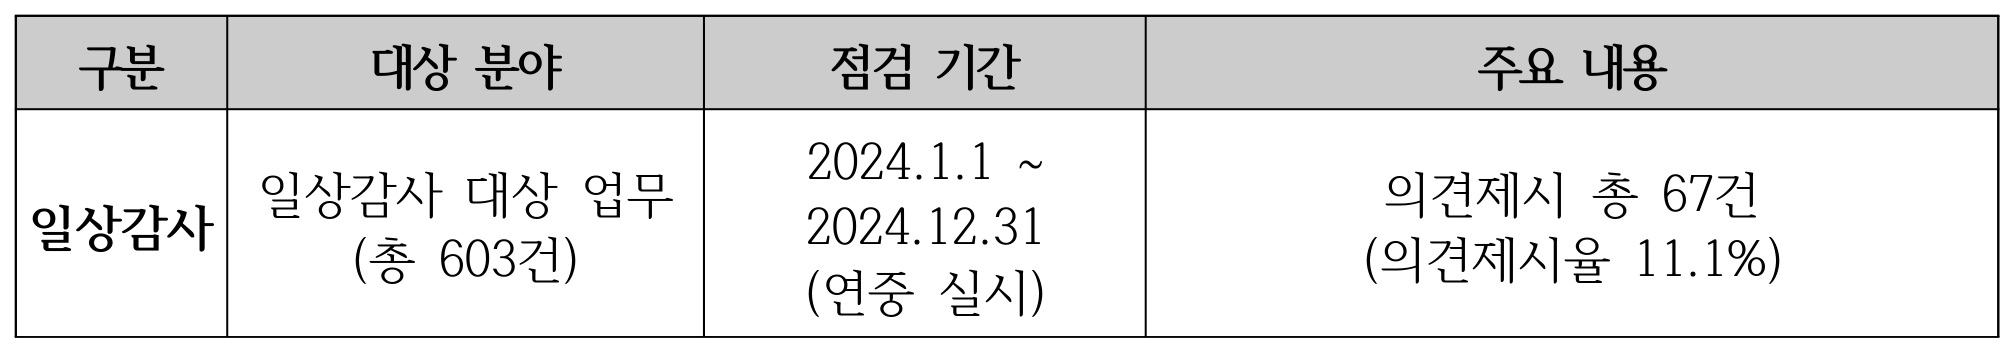 구분
대상 분야
점검 기간
주요 내용
일상감사
일상감사 대상 업무
(총 603건)
2024.1.1 ~
2024.12.31
(연중 실시)
의견제시 총 67건
(의견제시율 11.1%)